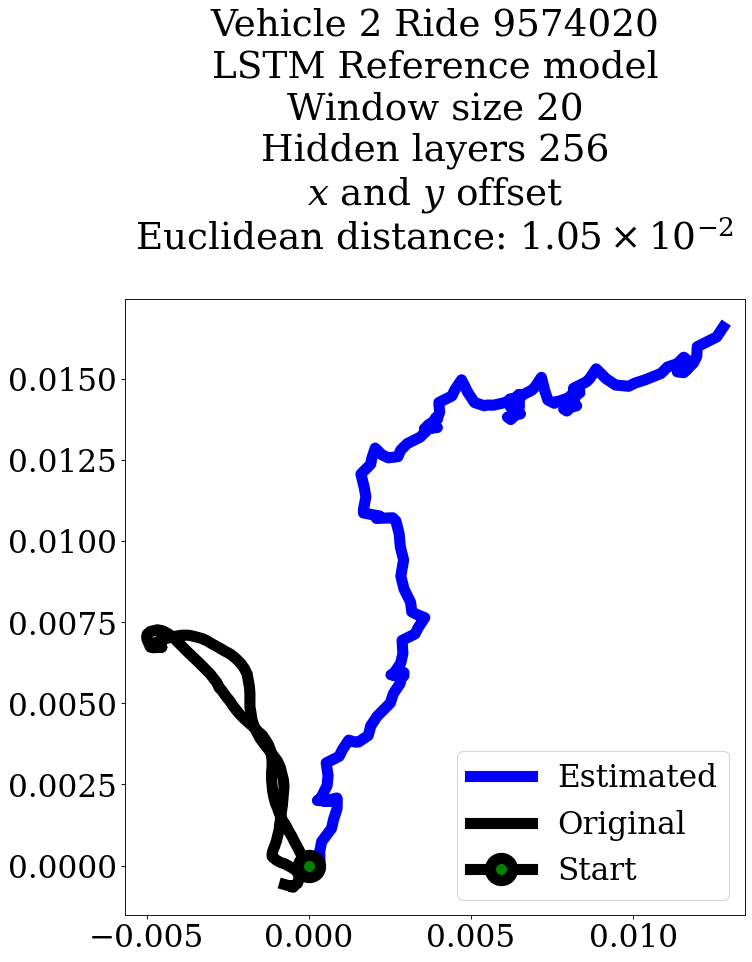 Vehicle 2 Ride 9574020
LSTM Reference model
Window size 20
Hidden layers 256
x and y offset
Euclidean distance: 1.05 × 10⁻²
0.0150
0.0125
0.0100
0.0075
0.0050
0.0025
0.0000
Estimated
Original
Start
−0.005 0.000 0.005 0.010